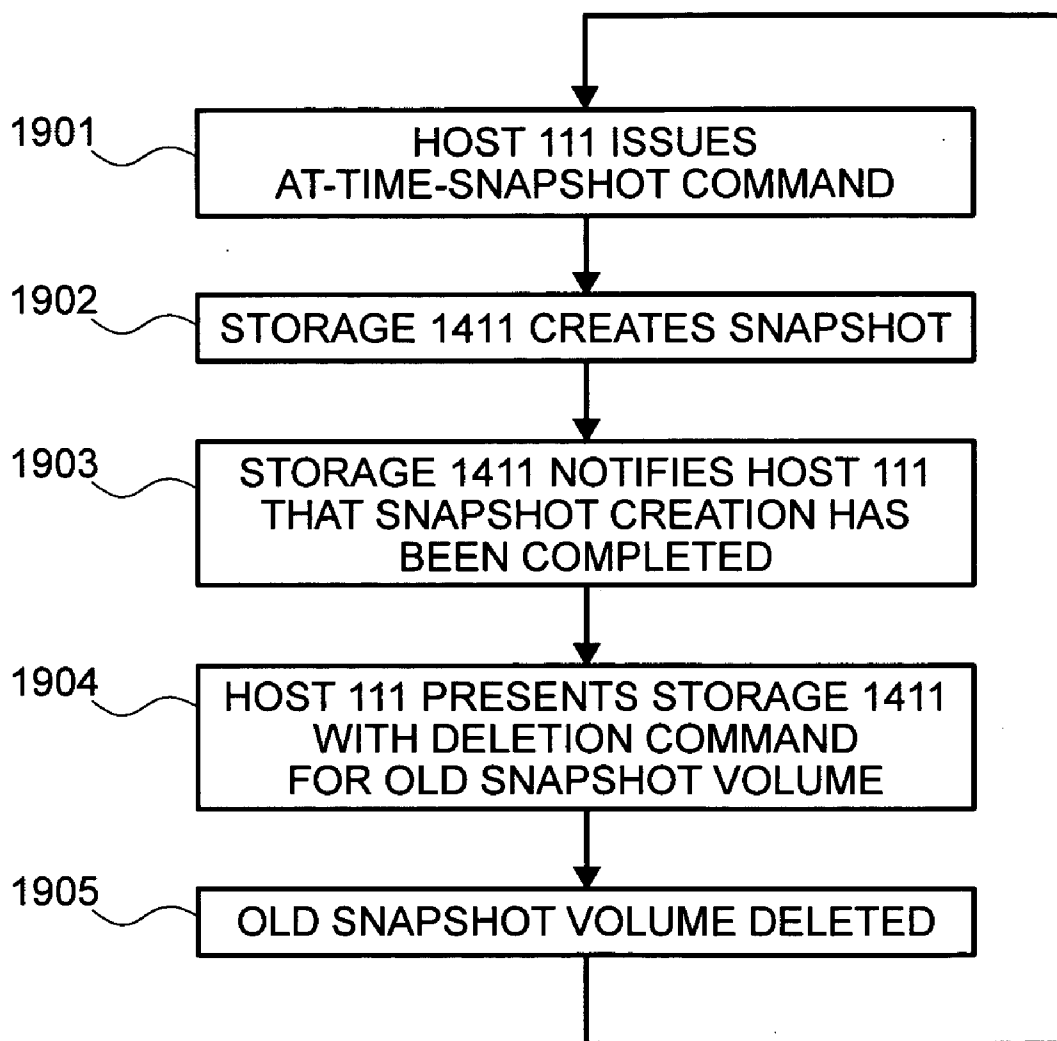 1901
HOST 111 ISSUES
AT-TIME-SNAPSHOT COMMAND
1902
STORAGE 1411 CREATES SNAPSHOT
1903
STORAGE 1411 NOTIFIES HOST 111
THAT SNAPSHOT CREATION HAS
BEEN COMPLETED
1904
HOST 111 PRESENTS STORAGE 1411
WITH DELETION COMMAND
FOR OLD SNAPSHOT VOLUME
1905
OLD SNAPSHOT VOLUME DELETED